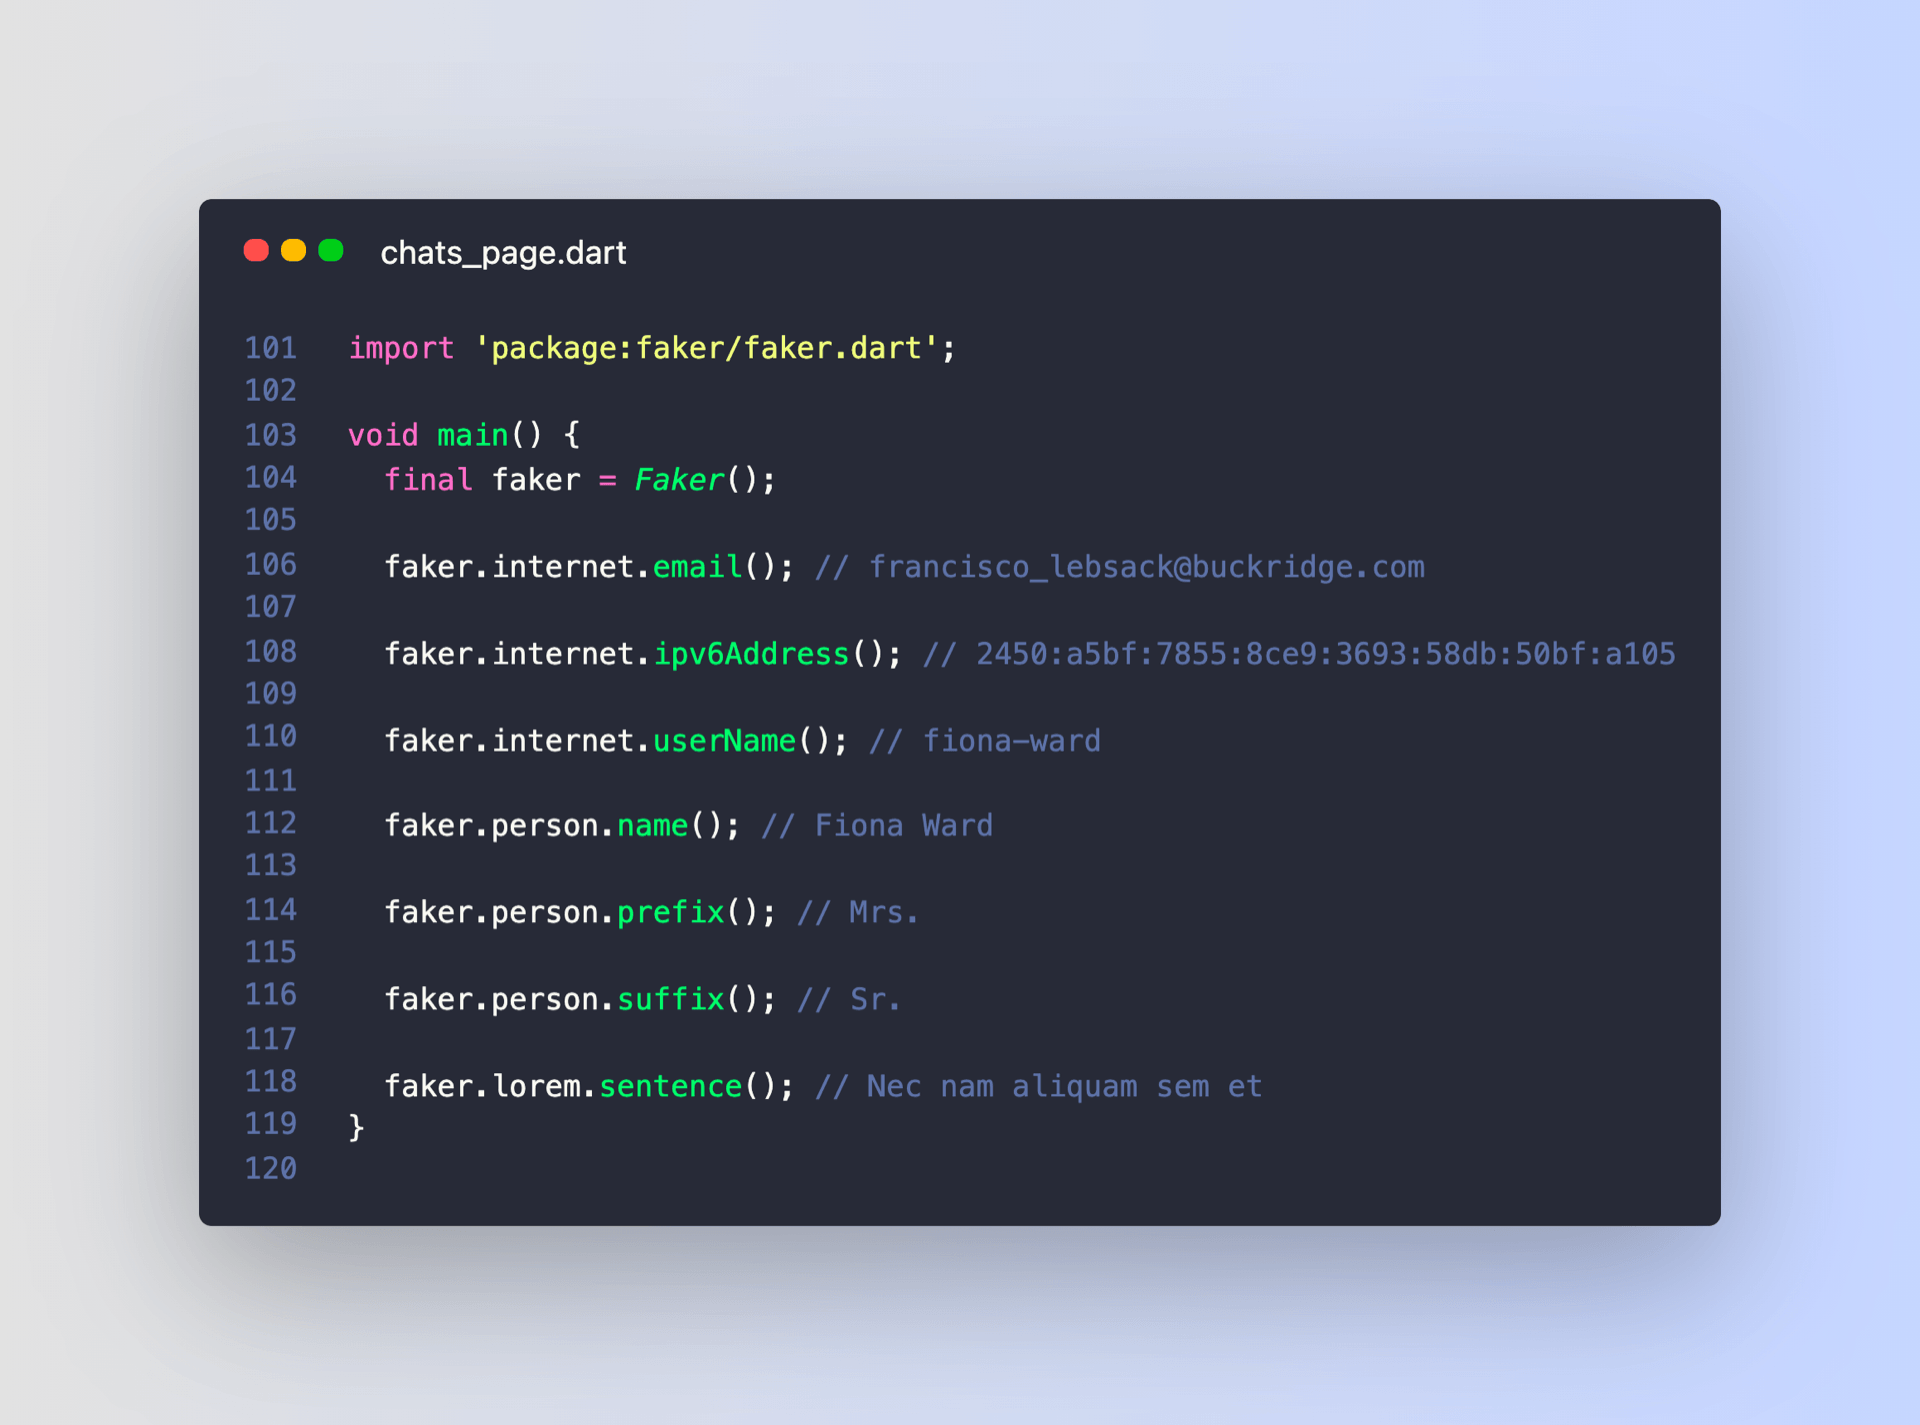 chats_page.dart
101 import 'package:faker/faker.dart';
102
103 void main() {
104   final faker = Faker();
105
106   faker.internet.email(); // francisco_lebsack@buckridge.com
107
108   faker.internet.ipv6Address(); // 2450:a5bf:7855:8ce9:3693:58db:50bf:a105
109
110   faker.internet.userName(); // fiona-ward
111
112   faker.person.name(); // Fiona Ward
113
114   faker.person.prefix(); // Mrs.
115
116   faker.person.suffix(); // Sr.
117
118   faker.lorem.sentence(); // Nec nam aliquam sem et
119 }
120